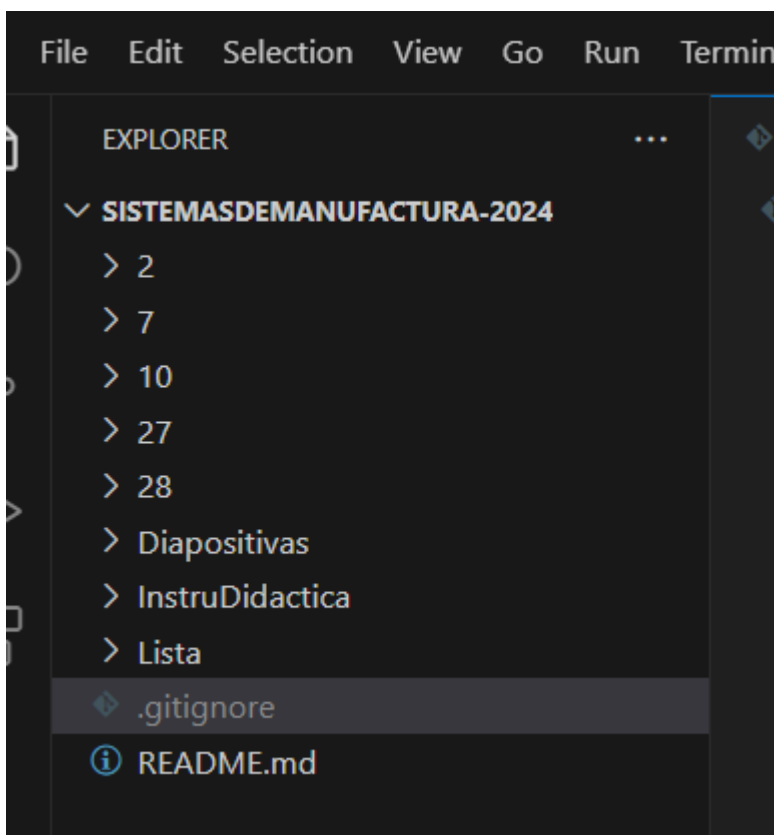 File Edit Selection View Go Run Termin
EXPLORER
SISTEMASDEMANUFACTURA-2024
2
7
10
27
28
Diapositivas
InstruDidactica
Lista
.gitignore
README.md